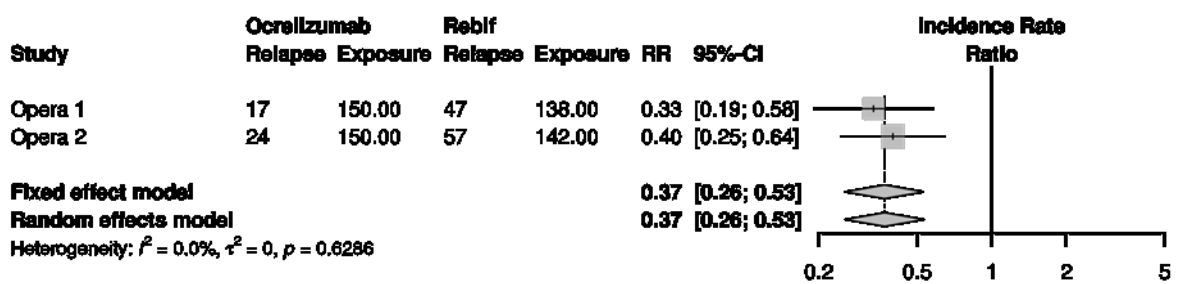 Ocrelizumab Rebif Incidence Rate
Study Relapse Exposure Relapse Exposure RR 95%-CI Ratio
Opera 1 17 150.00 47 138.00 0.33 [0.19; 0.58]
Opera 2 24 150.00 57 142.00 0.40 [0.25; 0.64]
Fixed effect model 0.37 [0.26; 0.53]
Random effects model 0.37 [0.26; 0.53]
Heterogeneity: I² = 0.0%, τ² = 0, p = 0.6286
0.2 0.5 1 2 5